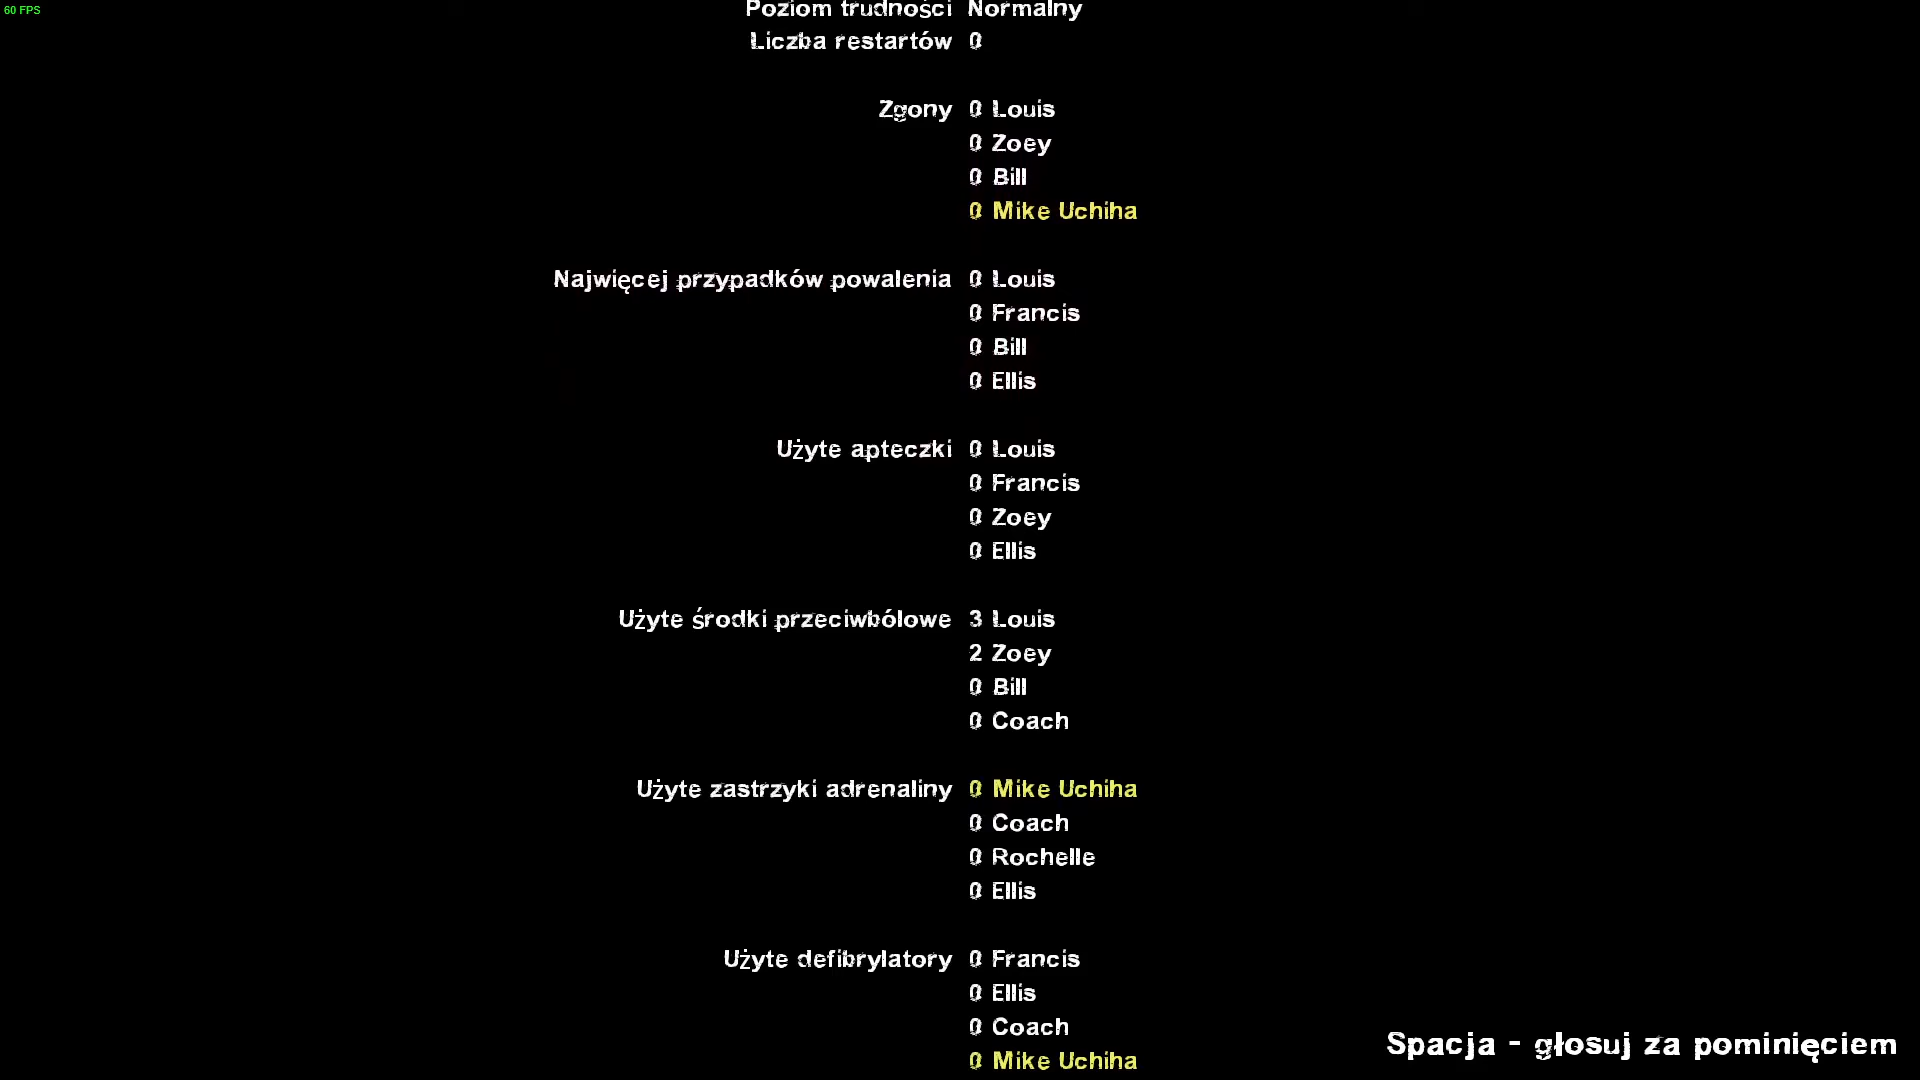 60 FPS
Poziom trudności Normalny
Liczba restartów 0
Zgony 0 Louis
0 Zoey
0 Bill
0 Mike Uchiha
Najwięcej przypadków powalenia 0 Louis
0 Francis
0 Bill
0 Ellis
Użyte apteczki 0 Louis
0 Francis
0 Zoey
0 Ellis
Użyte środki przeciwbólowe 3 Louis
2 Zoey
0 Bill
0 Coach
Użyte zastrzyki adrenaliny 0 Mike Uchiha
0 Coach
0 Rochelle
0 Ellis
Użyte defibrylatory 0 Francis
0 Ellis
0 Coach
0 Mike Uchiha
Spacja - głosuj za pominięciem